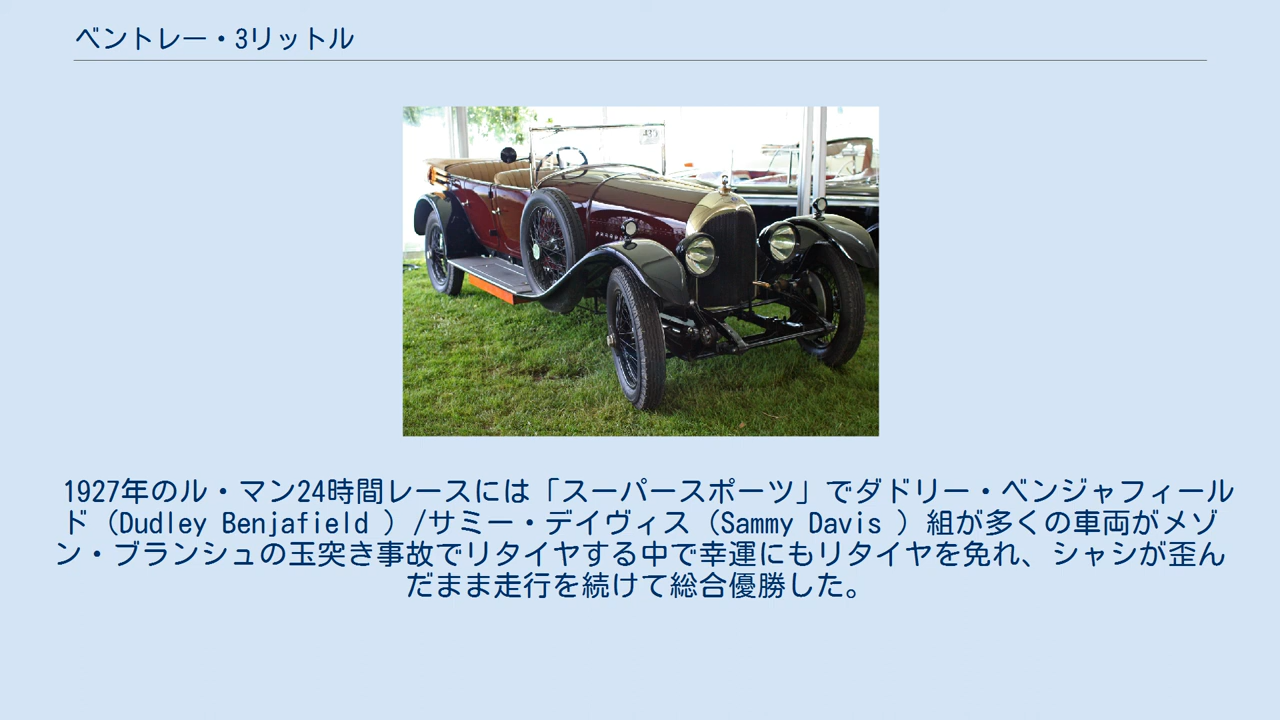 ベントレー・3リットル
1927年のル・マン24時間レースには「スーパースポーツ」でダドリー・ベンジャフィール
ド（Dudley Benjafield ）/サミー・デイヴィス（Sammy Davis ）組が多くの車両がメゾ
ン・ブランシュの玉突き事故でリタイヤする中で幸運にもリタイヤを免れ、シャシが歪ん
だまま走行を続けて総合優勝した。